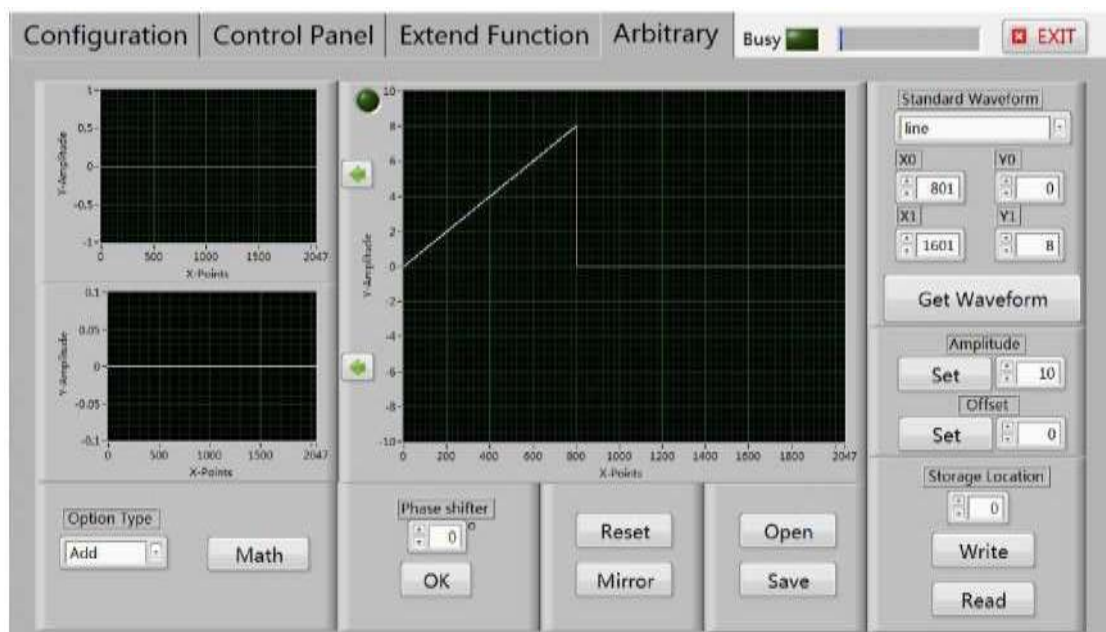 Configuration Control Panel Extend Function Arbitrary Busy EXIT
1
0.5
0
-0.5
-1
Y-Amplitude
0 500 1000 1500 2047
X-Points
0.1
0.05
0
-0.05
-0.1
Y-Amplitude
0 500 1000 1500 2047
X-Points
Option Type
Add
Math
10
8
6
4
2
0
-2
-4
-6
-8
-10
Y-Amplitude
0 200 400 600 800 1000 1200 1400 1600 1800 2047
X-Points
Phase shifter
0 °
OK
Reset
Mirror
Open
Save
Standard Waveform
line
X0 Y0
801 0
X1 Y1
1601 8
Get Waveform
Amplitude
Set 10
Offset
Set 0
Storage Location
0
Write
Read